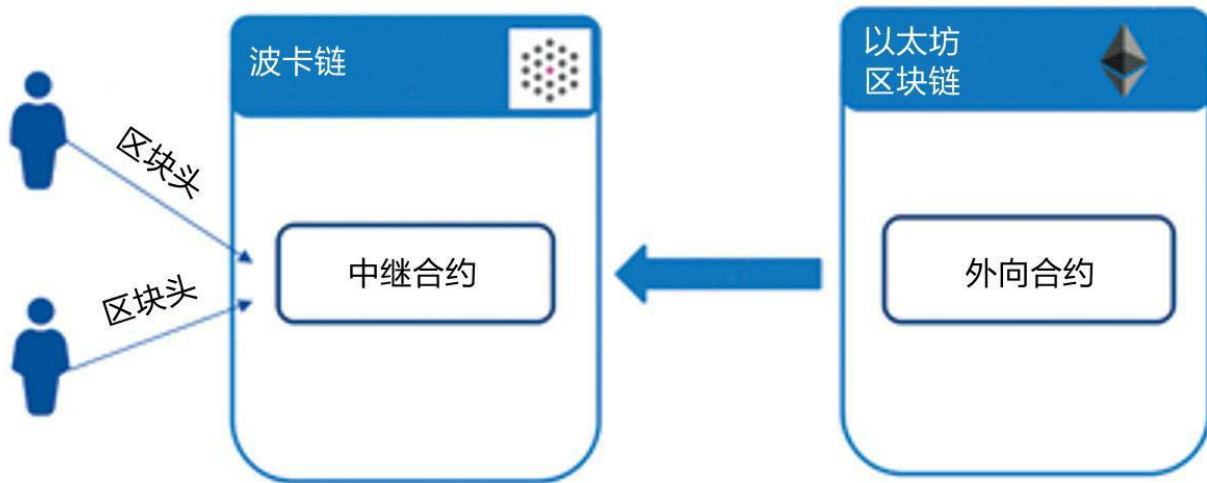 波卡链
以太坊
区块链
区块头
中继合约
外向合约
区块头